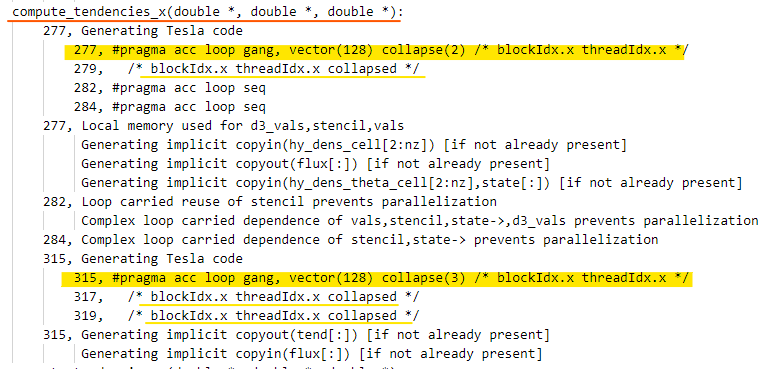 compute_tendencies_x(double *, double *, double *):
277, Generating Tesla code
277, #pragma acc loop gang, vector(128) collapse(2) /* blockIdx.x threadIdx.x */
279, /* blockIdx.x threadIdx.x collapsed */
282, #pragma acc loop seq
284, #pragma acc loop seq
277, Local memory used for d3_vals,stencil,vals
Generating implicit copyin(hy_dens_cell[2:nz]) [if not already present]
Generating implicit copyout(flux[:]) [if not already present]
Generating implicit copyin(hy_dens_theta_cell[2:nz],state[:]) [if not already present]
282, Loop carried reuse of stencil prevents parallelization
Complex loop carried dependence of vals,stencil,state->,d3_vals prevents parallelization
284, Complex loop carried dependence of stencil,state-> prevents parallelization
315, Generating Tesla code
315, #pragma acc loop gang, vector(128) collapse(3) /* blockIdx.x threadIdx.x */
317, /* blockIdx.x threadIdx.x collapsed */
319, /* blockIdx.x threadIdx.x collapsed */
315, Generating implicit copyout(tend[:]) [if not already present]
Generating implicit copyin(flux[:]) [if not already present]